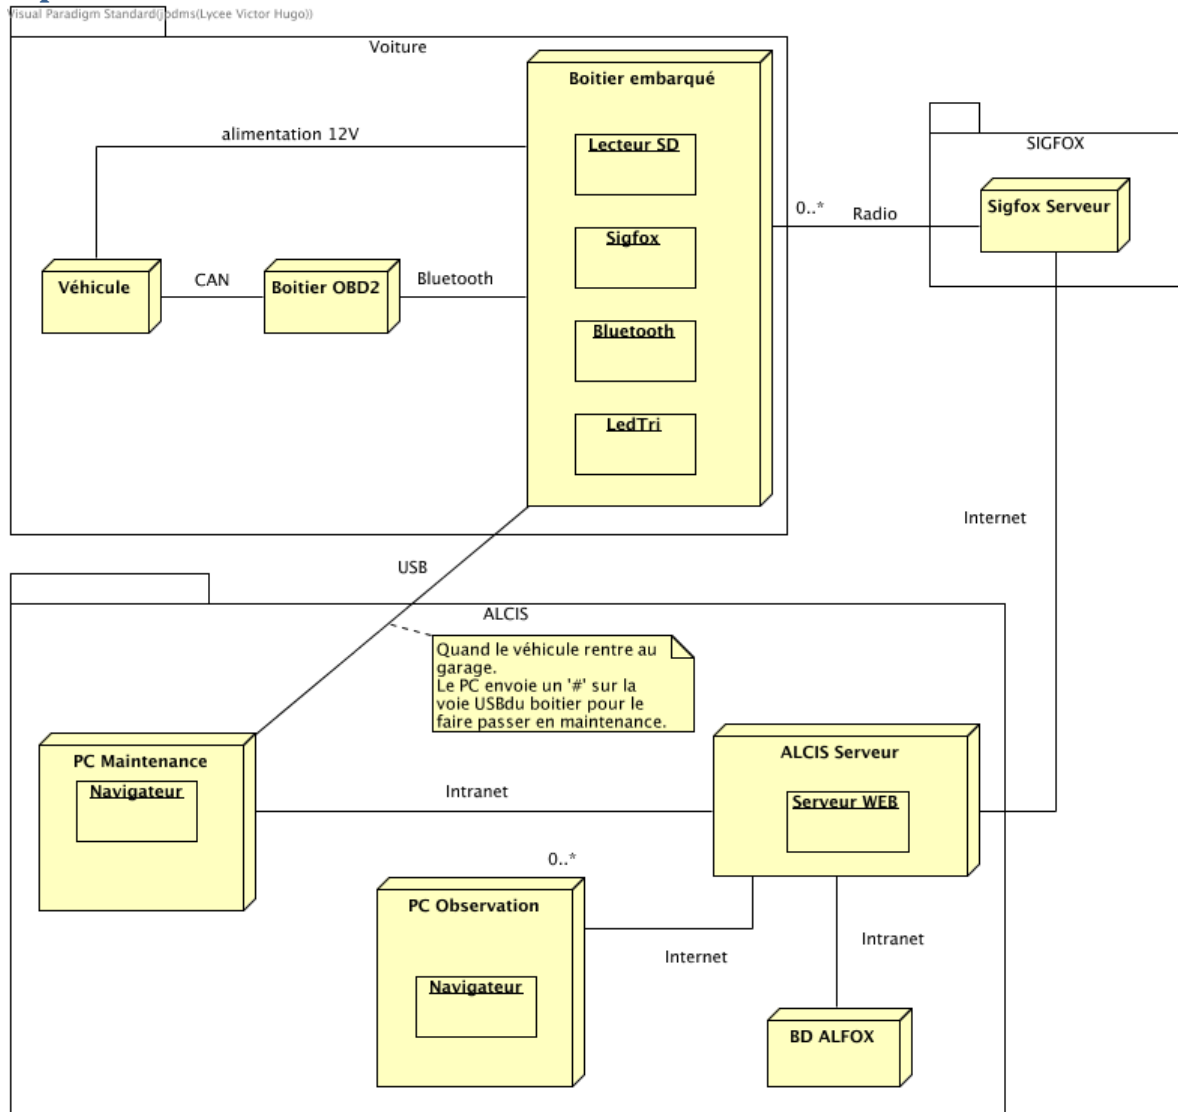 Visual Paradigm Standard(jpdms(Lycee Victor Hugo))
Voiture
Boitier embarqué
alimentation 12V
Lecteur SD
SIGFOX
Sigfox Serveur
0..*
Radio
Sigfox
Véhicule
CAN
Boitier OBD2
Bluetooth
Bluetooth
LedTri
Internet
USB
ALCIS
Quand le véhicule rentre au
garage.
Le PC envoie un '#' sur la
voie USBdu boitier pour le
faire passer en maintenance.
PC Maintenance
Navigateur
ALCIS Serveur
Intranet
Serveur WEB
0..*
PC Observation
Internet
Intranet
Navigateur
BD ALFOX